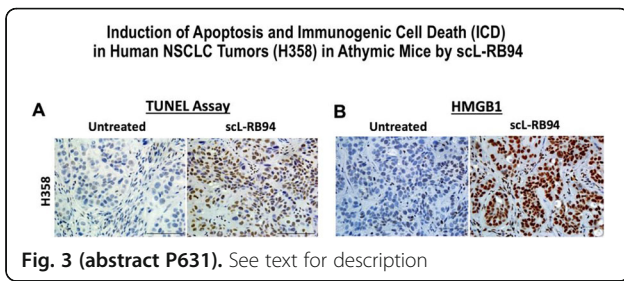 Induction of Apoptosis and Immunogenic Cell Death (ICD)
in Human NSCLC Tumors (H358) in Athymic Mice by scL-RB94
A TUNEL Assay B HMGB1
Untreated scL-RB94 Untreated scL-RB94
H358
Fig. 3 (abstract P631). See text for description